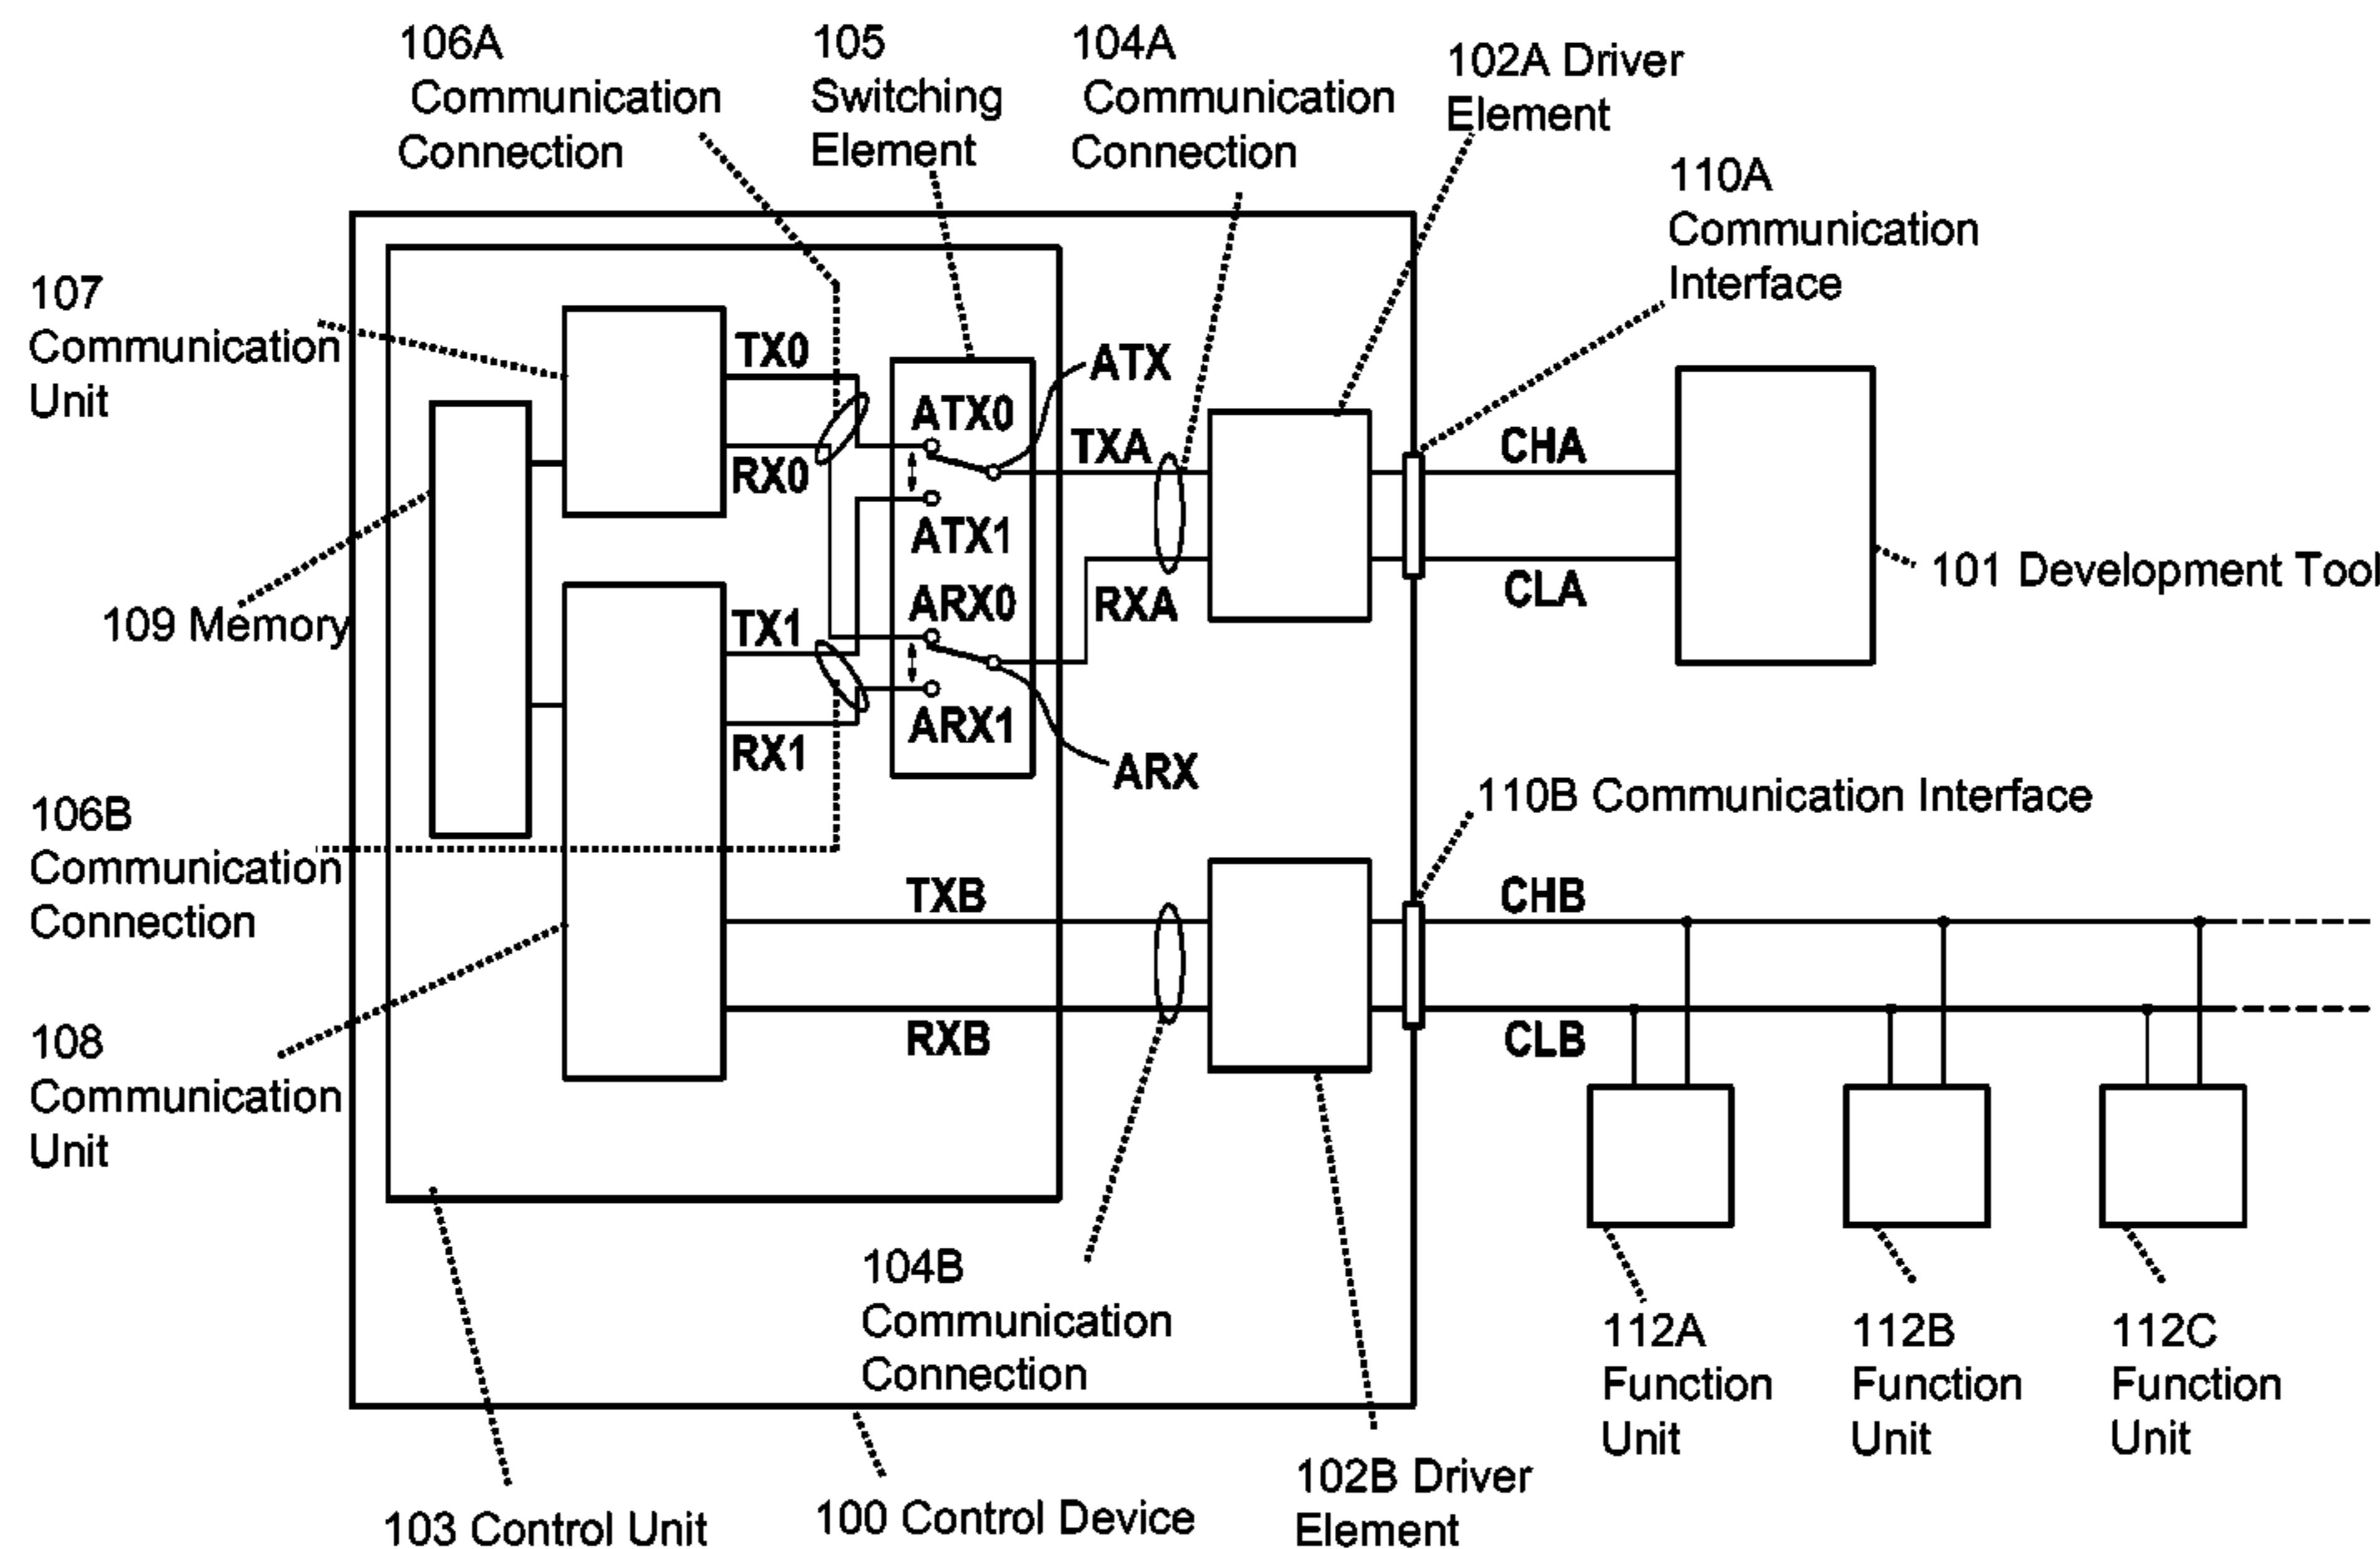 106A
Communication
Connection
105
Switching
Element
104A
Communication
Connection
102A Driver
Element
110A
Communication
Interface
107
Communication
Unit
TX0
RX0
ATX
ATX0
ATX1
TXA
CHA
CLA
101 Development Tool
109 Memory
TX1
RX1
ARX0
ARX1
RXA
ARX
110B Communication Interface
106B
Communication
Connection
TXB
RXB
CHB
CLB
108
Communication
Unit
104B
Communication
Connection
112A
Function
Unit
112B
Function
Unit
112C
Function
Unit
103 Control Unit
100 Control Device
102B Driver
Element